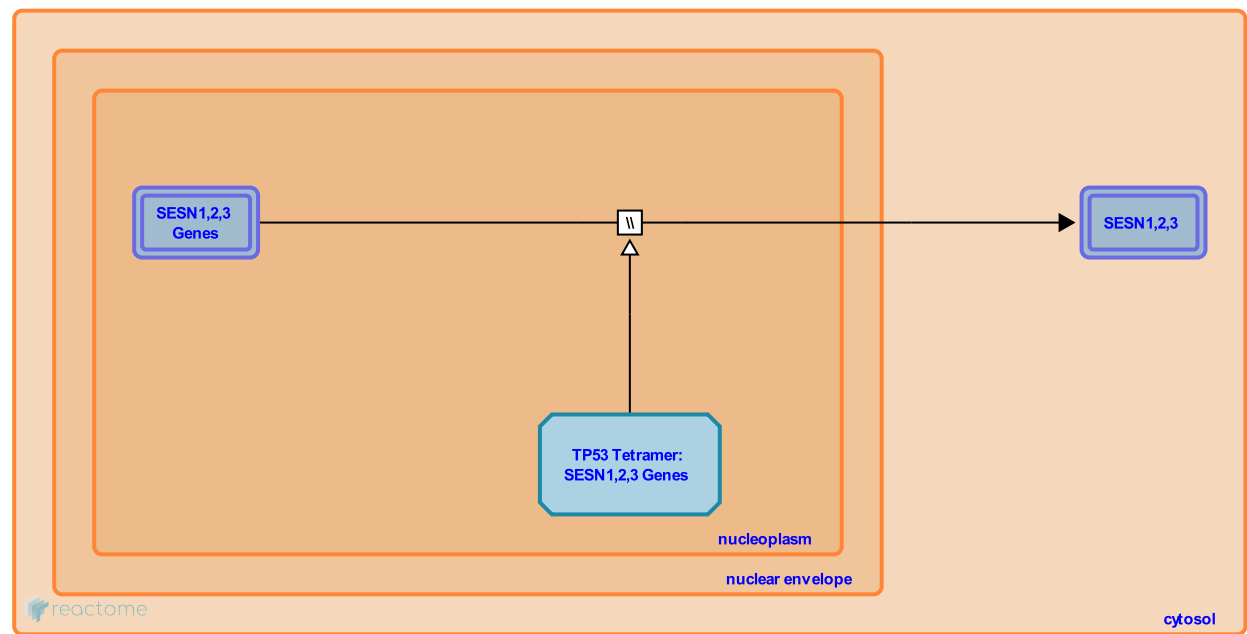 SESN1,2,3
Genes
\\
SESN1,2,3
TP53 Tetramer:
SESN1,2,3 Genes
nucleoplasm
nuclear envelope
reactome
cytosol